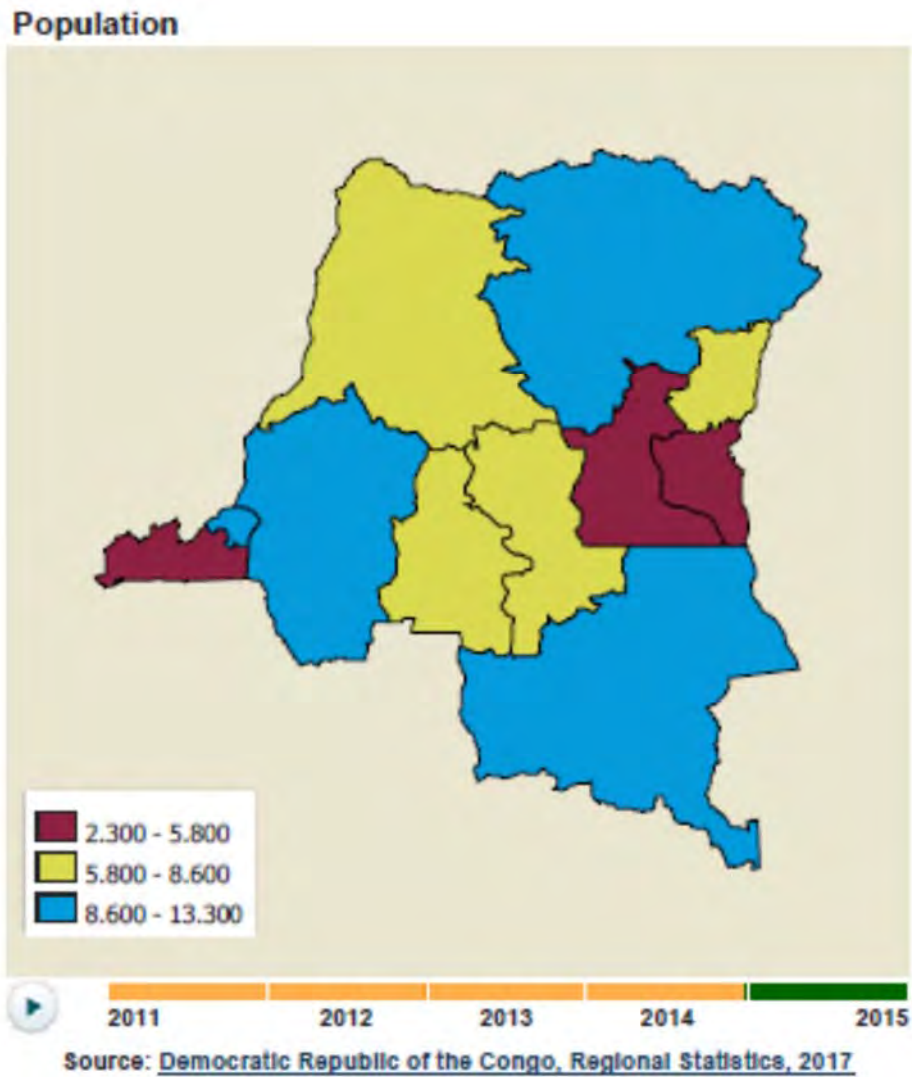 Population
2.300 - 5.800
5.800 - 8.600
8.600 - 13.300
2011 2012 2013 2014 2015
Source: Democratic Republic of the Congo, Regional Statistics, 2017